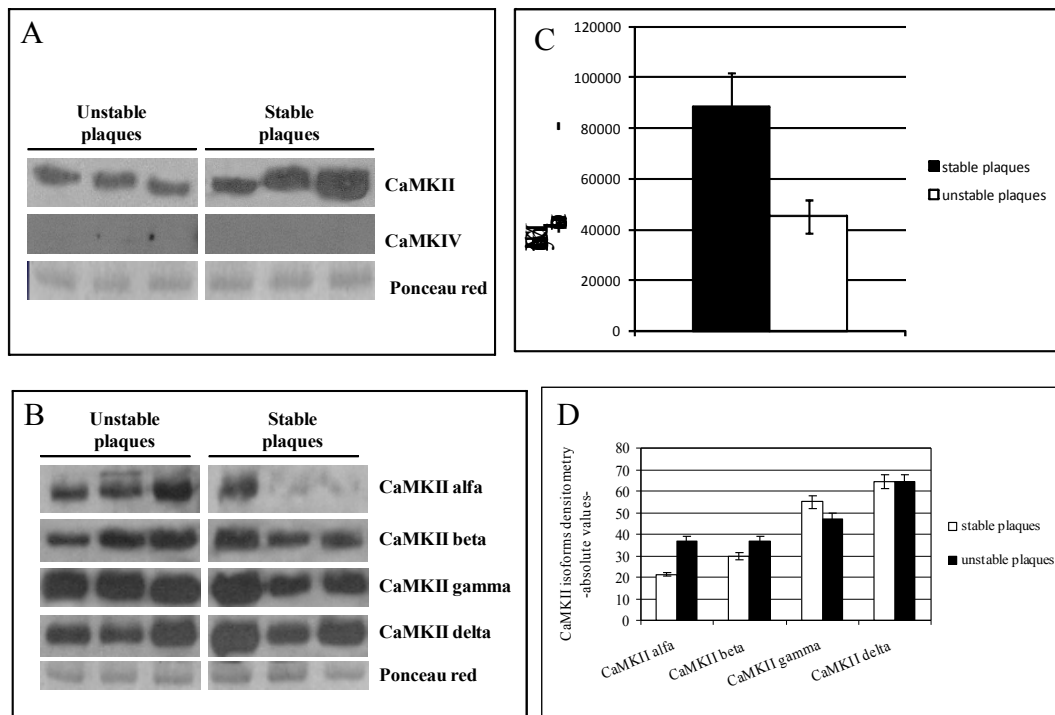 A
Unstable
plaques
Stable
plaques
CaMKII
CaMKIV
Ponceau red
C
120000
100000
80000
60000
40000
20000
0
stable plaques
unstable plaques
B
Unstable
plaques
Stable
plaques
CaMKII alfa
CaMKII beta
CaMKII gamma
CaMKII delta
Ponceau red
D
CaMKII isoforms densitometry
-absolute values-
80
70
60
50
40
30
20
10
0
CaMKII alfa
CaMKII beta
CaMKII gamma
CaMKII delta
stable plaques
unstable plaques